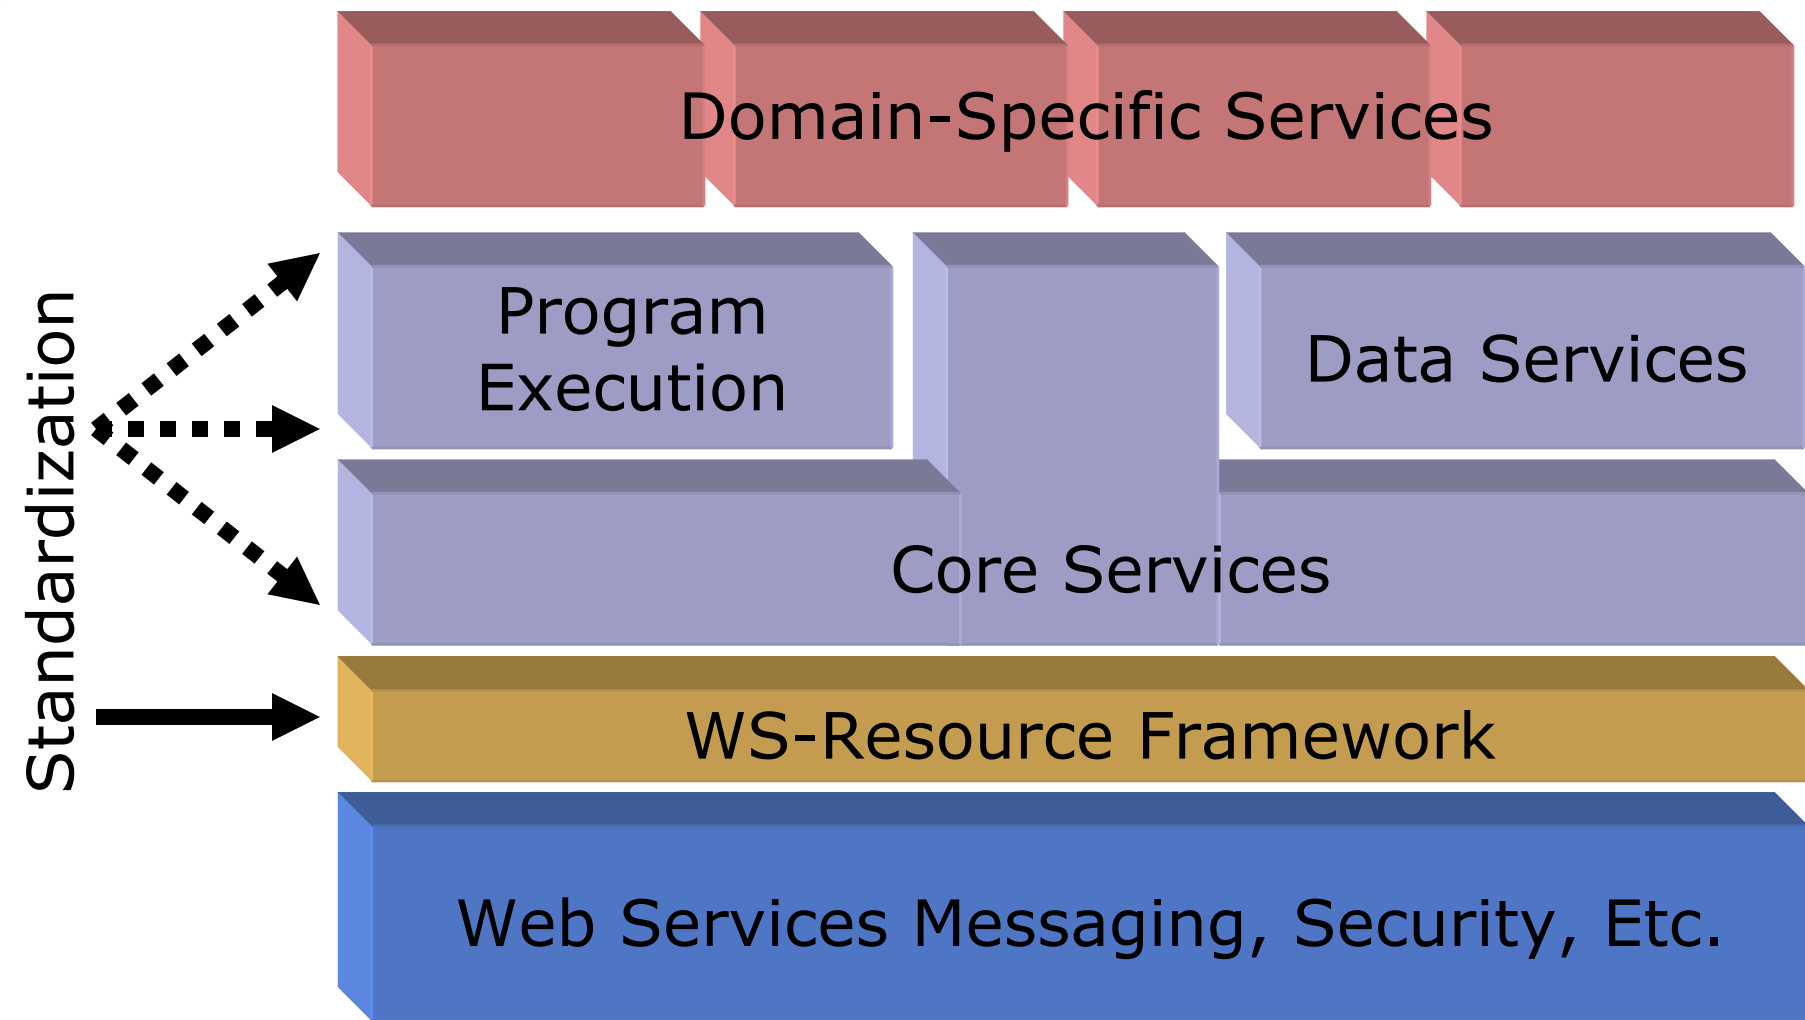 Domain-Specific Services
Standardization
Program
Execution
Data Services
Core Services
WS-Resource Framework
Web Services Messaging, Security, Etc.